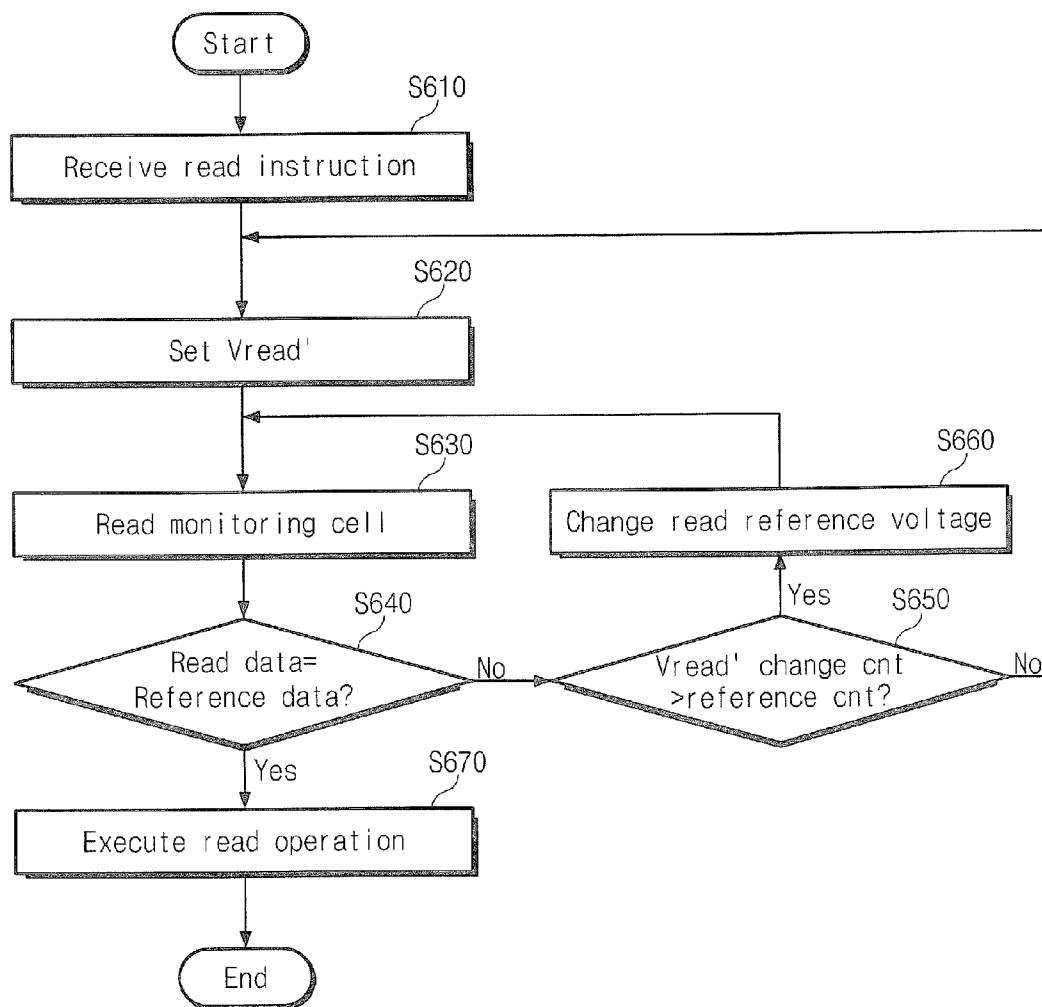 Start
S610
Receive read instruction
S620
Set Vread'
S630
Read monitoring cell
S660
Change read reference voltage
S640
Read data=
Reference data?
No
Yes
S650
Vread' change cnt
>reference cnt?
Yes
No
S670
Execute read operation
End